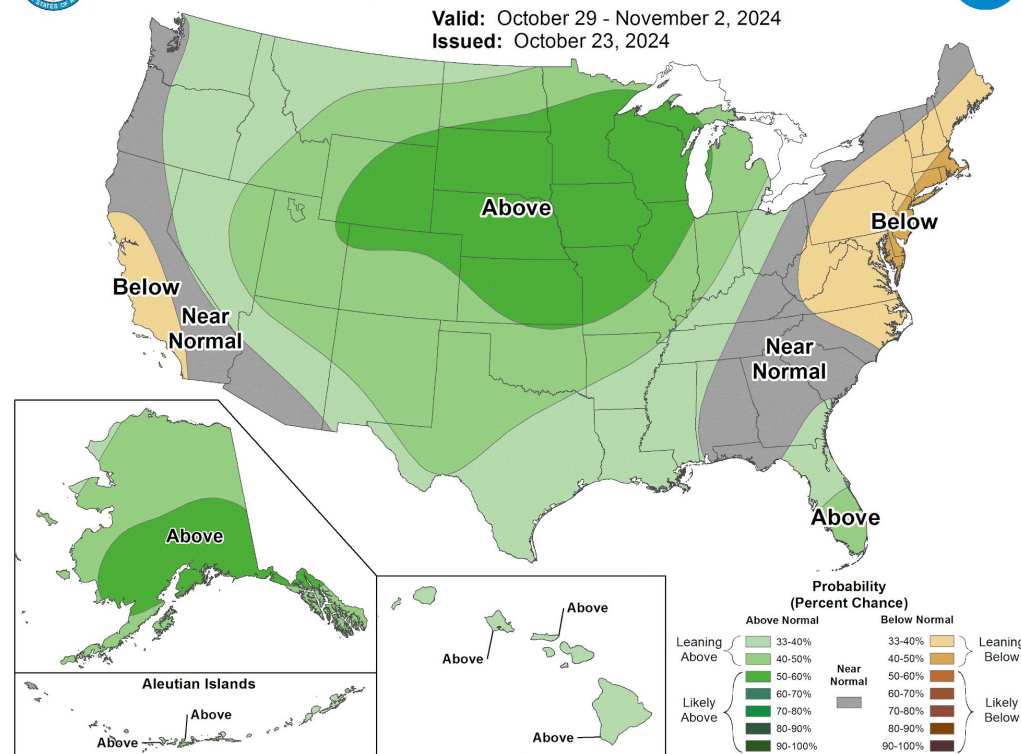 STATES OF
Valid: October 29 - November 2, 2024
Issued: October 23, 2024
Above
Below
Below
Near
Normal
Near
Normal
Above
Above
Aleutian Islands
Above
Above
Above
Above
Above
Probability
(Percent Chance)
Above Normal
Below Normal
Leaning
Above
33-40%
40-50%
Likely
Above
50-60%
60-70%
70-80%
80-90%
90-100%
Near
Normal
33-40%
40-50%
Leaning
Below
50-60%
60-70%
70-80%
80-90%
90-100%
Likely
Below